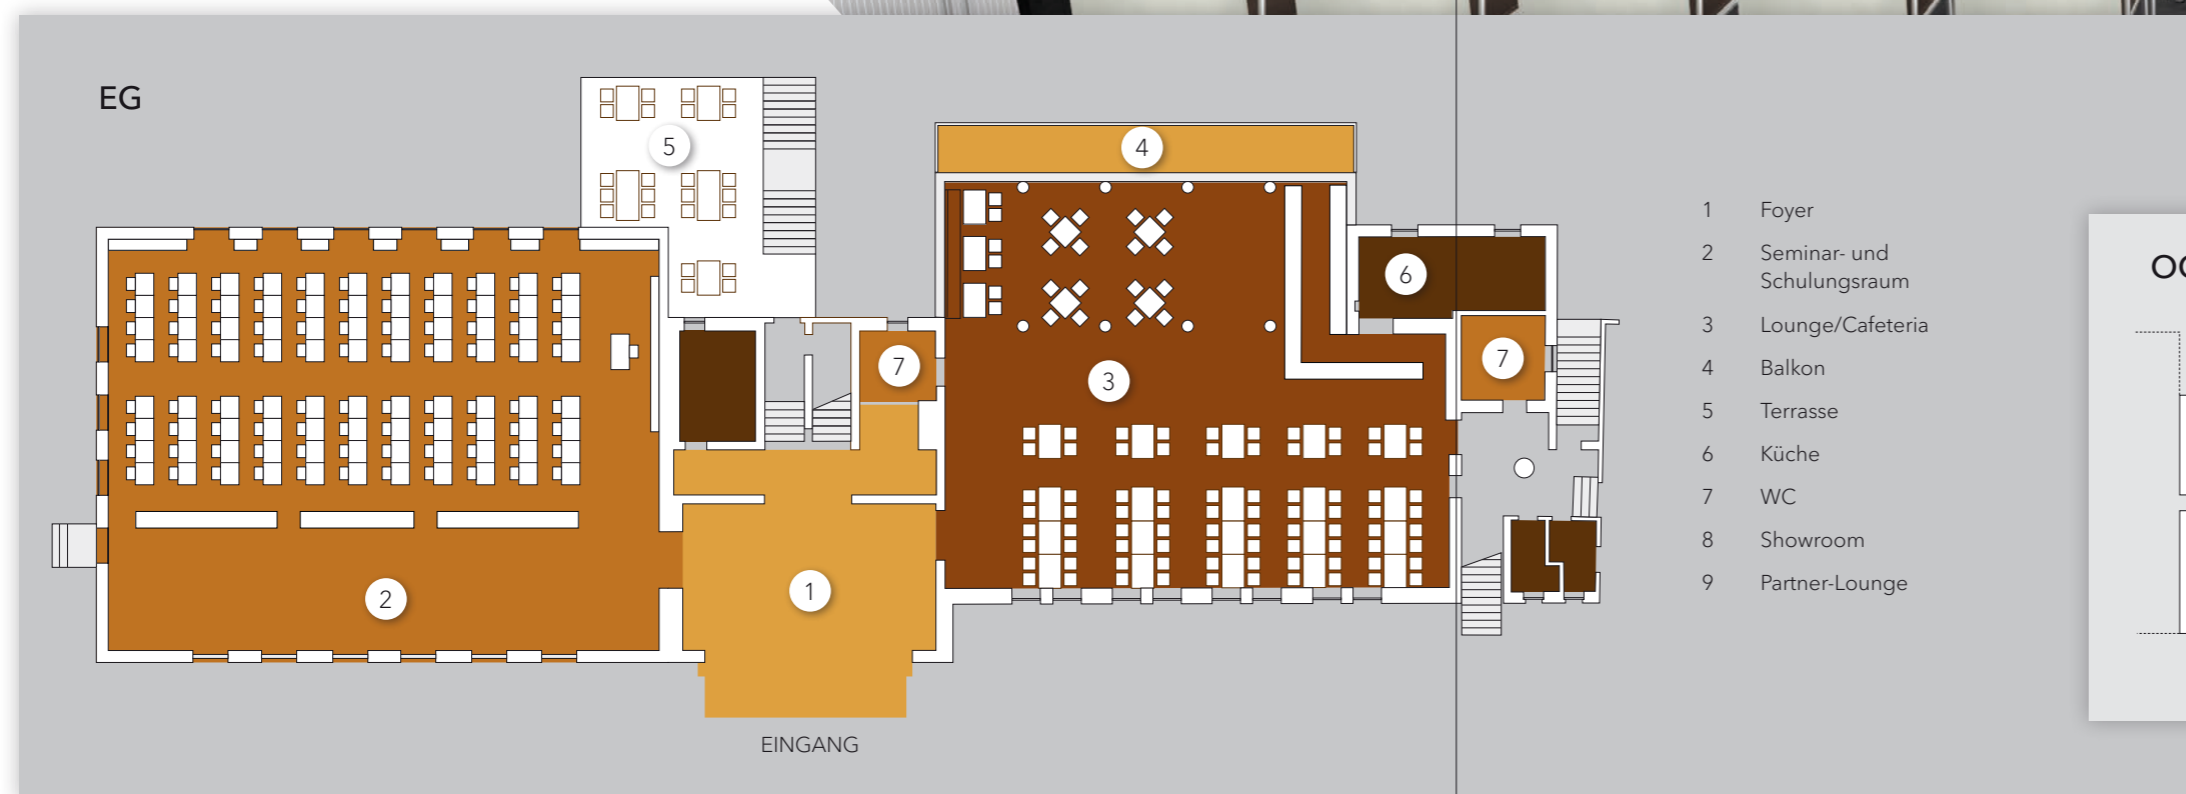 EG
5
4
6
7
7
3
2
1
EINGANG
1 Foyer
2 Seminar- und
Schulungsraum
3 Lounge/Cafeteria
4 Balkon
5 Terrasse
6 Küche
7 WC
8 Showroom
9 Partner-Lounge